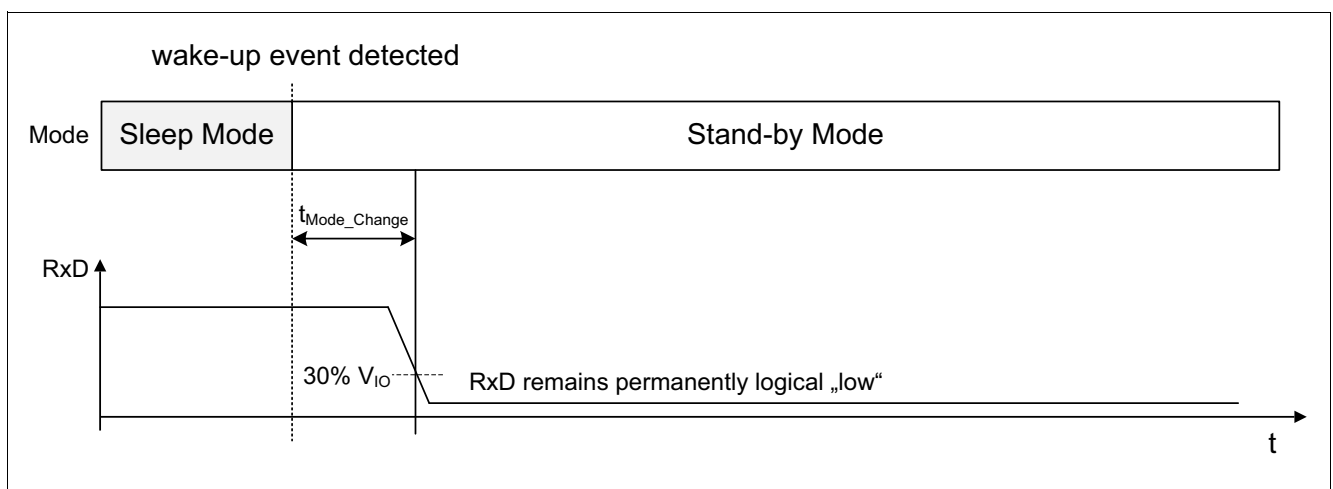 wake-up event detected
Mode
Sleep Mode
Stand-by Mode
tMode_Change
RxD
30% VIO
RxD remains permanently logical „low“
t